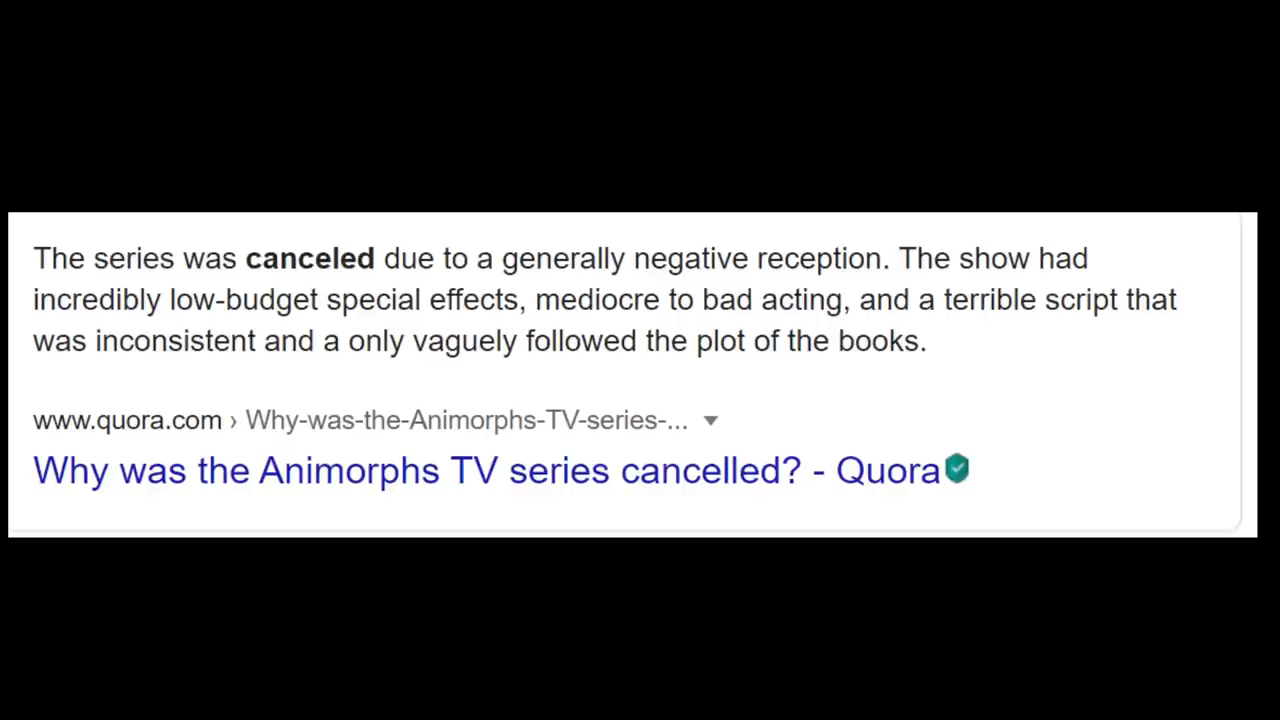 The series was canceled due to a generally negative reception. The show had
incredibly low-budget special effects, mediocre to bad acting, and a terrible script that
was inconsistent and a only vaguely followed the plot of the books.
www.quora.com › Why-was-the-Animorphs-TV-series-...
Why was the Animorphs TV series cancelled? - Quora